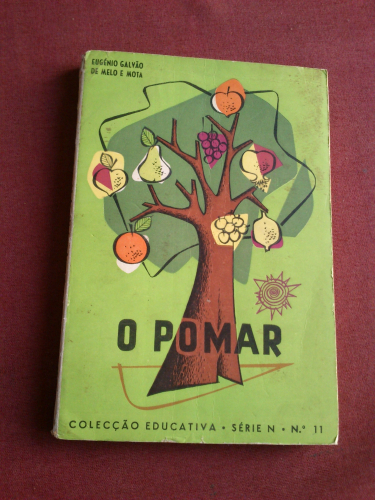 EUGÉNIO GALVÃO
DE MELO E MOTA
O POMAR
COLECÇÃO EDUCATIVA • SÉRIE N • N.º 11